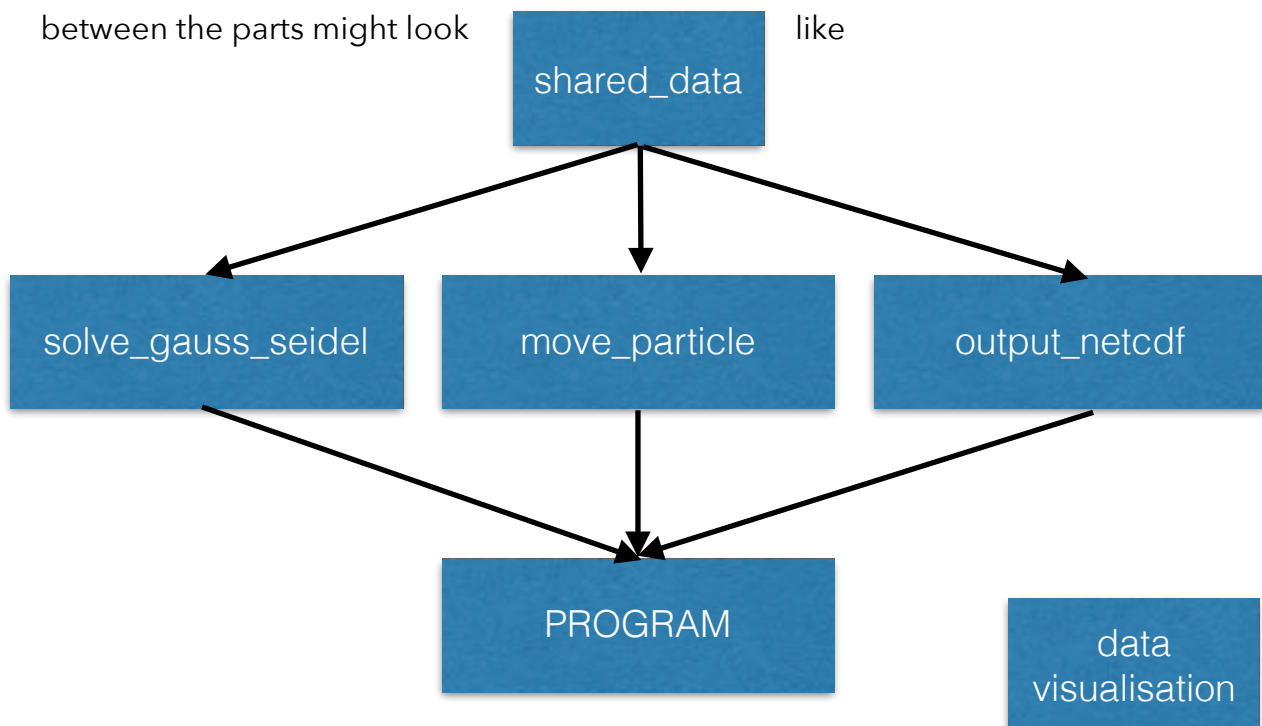 between the parts might look like
shared_data
solve_gauss_seidel
move_particle
output_netcdf
PROGRAM
data
visualisation